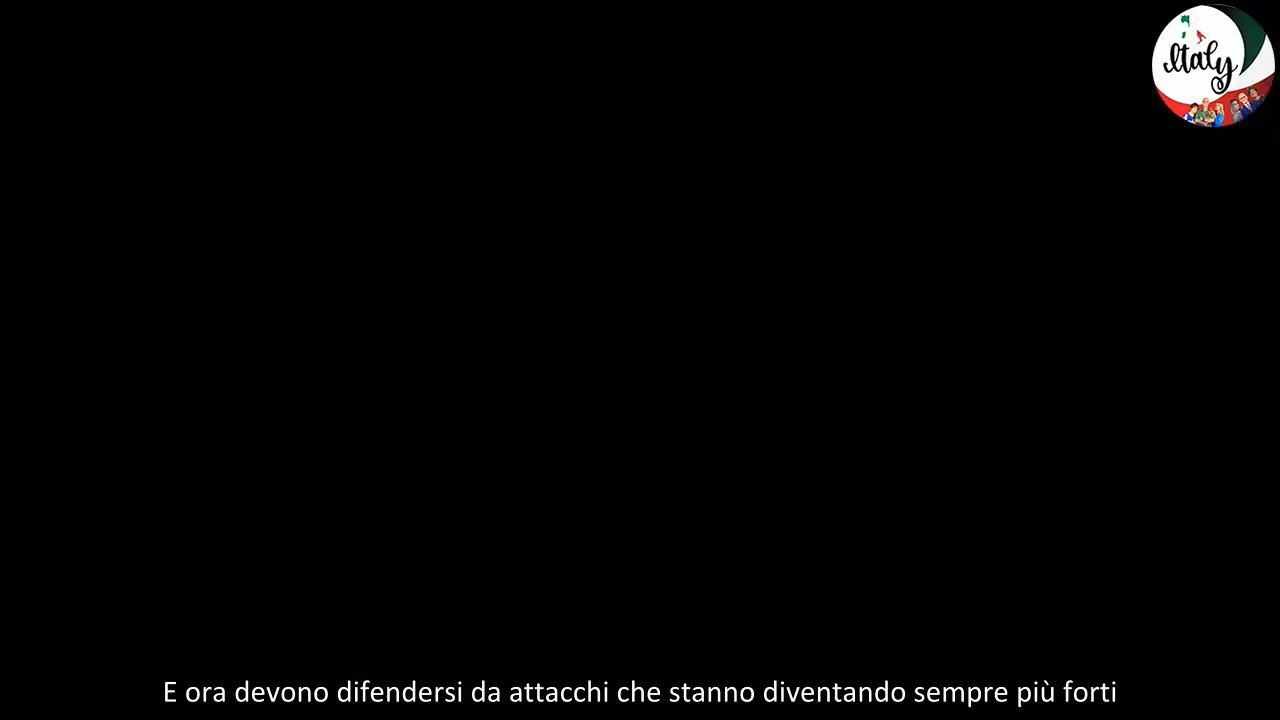 Italy
E ora devono difendersi da attacchi che stanno diventando sempre più forti